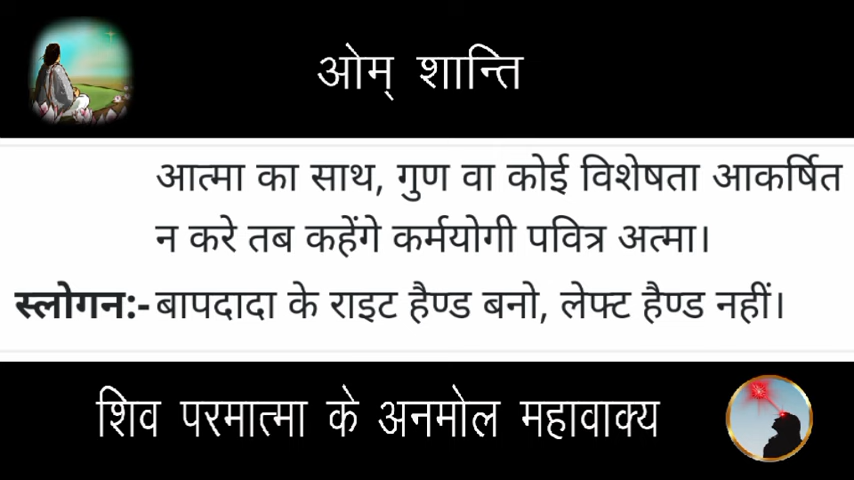 ओम् शान्ति
आत्मा का साथ, गुण वा कोई विशेषता आकर्षित
न करे तब कहेंगे कर्मयोगी पवित्र अत्मा।
स्लोगन:- बापदादा के राइट हैण्ड बनो, लेफ्ट हैण्ड नहीं।
शिव परमात्मा के अनमोल महावाक्य